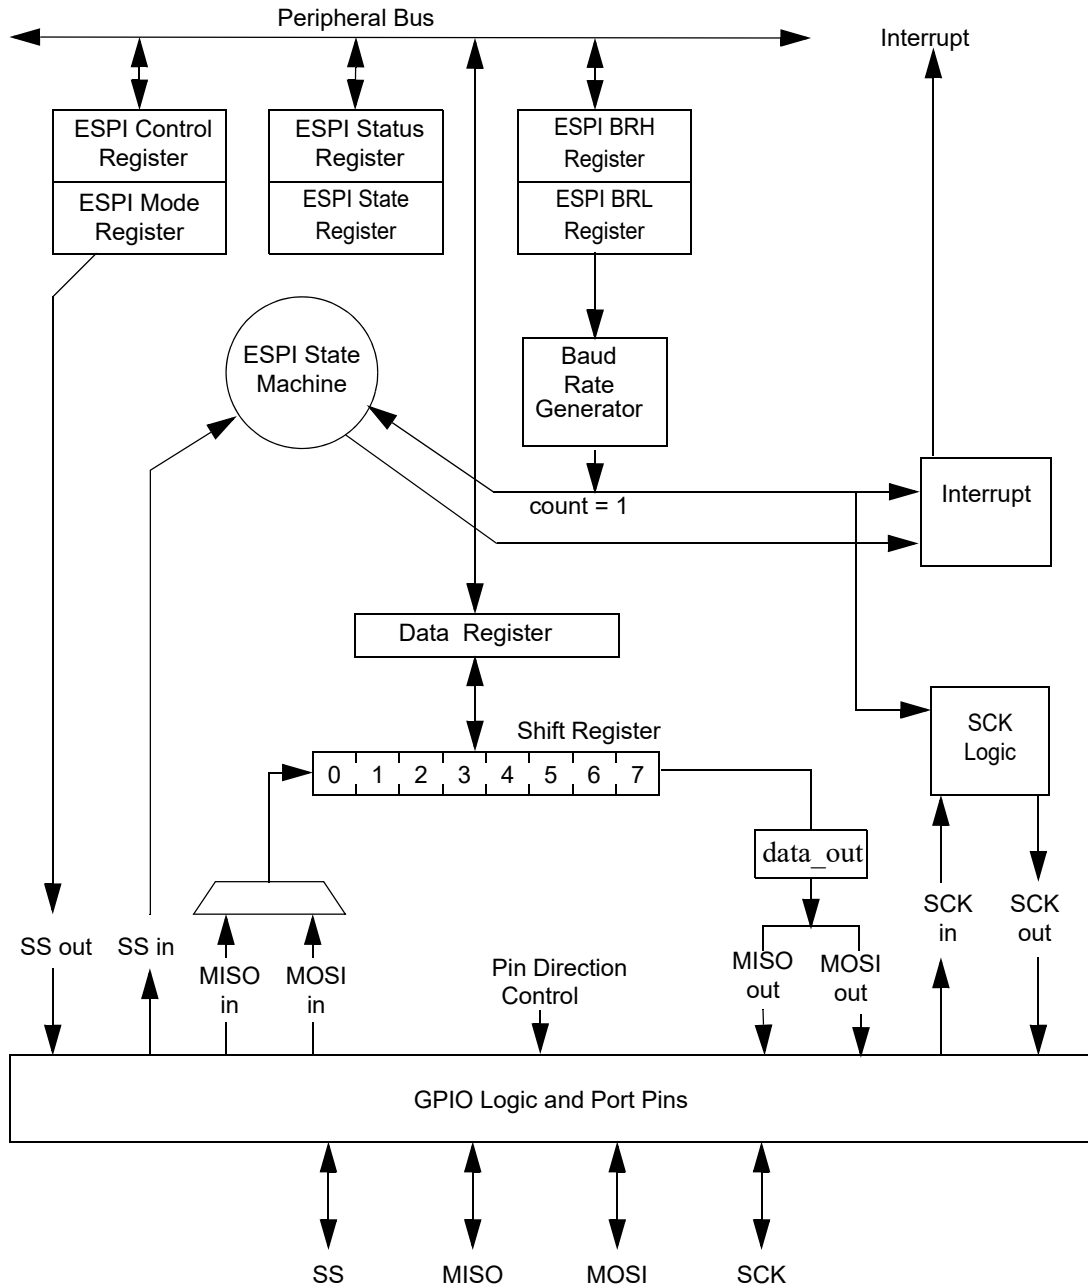 Peripheral Bus
Interrupt
ESPI Control
Register
ESPI Mode
Register
ESPI Status
Register
ESPI State
Register
ESPI BRH
Register
ESPI BRL
Register
ESPI State
Machine
Baud
Rate
Generator
count = 1
Interrupt
Data Register
Shift Register
0 1 2 3 4 5 6 7
SCK
Logic
data_out
SS out
SS in
MISO
in
MOSI
in
Pin Direction
Control
MISO
out
MOSI
out
SCK
in
SCK
out
GPIO Logic and Port Pins
SS
MISO
MOSI
SCK